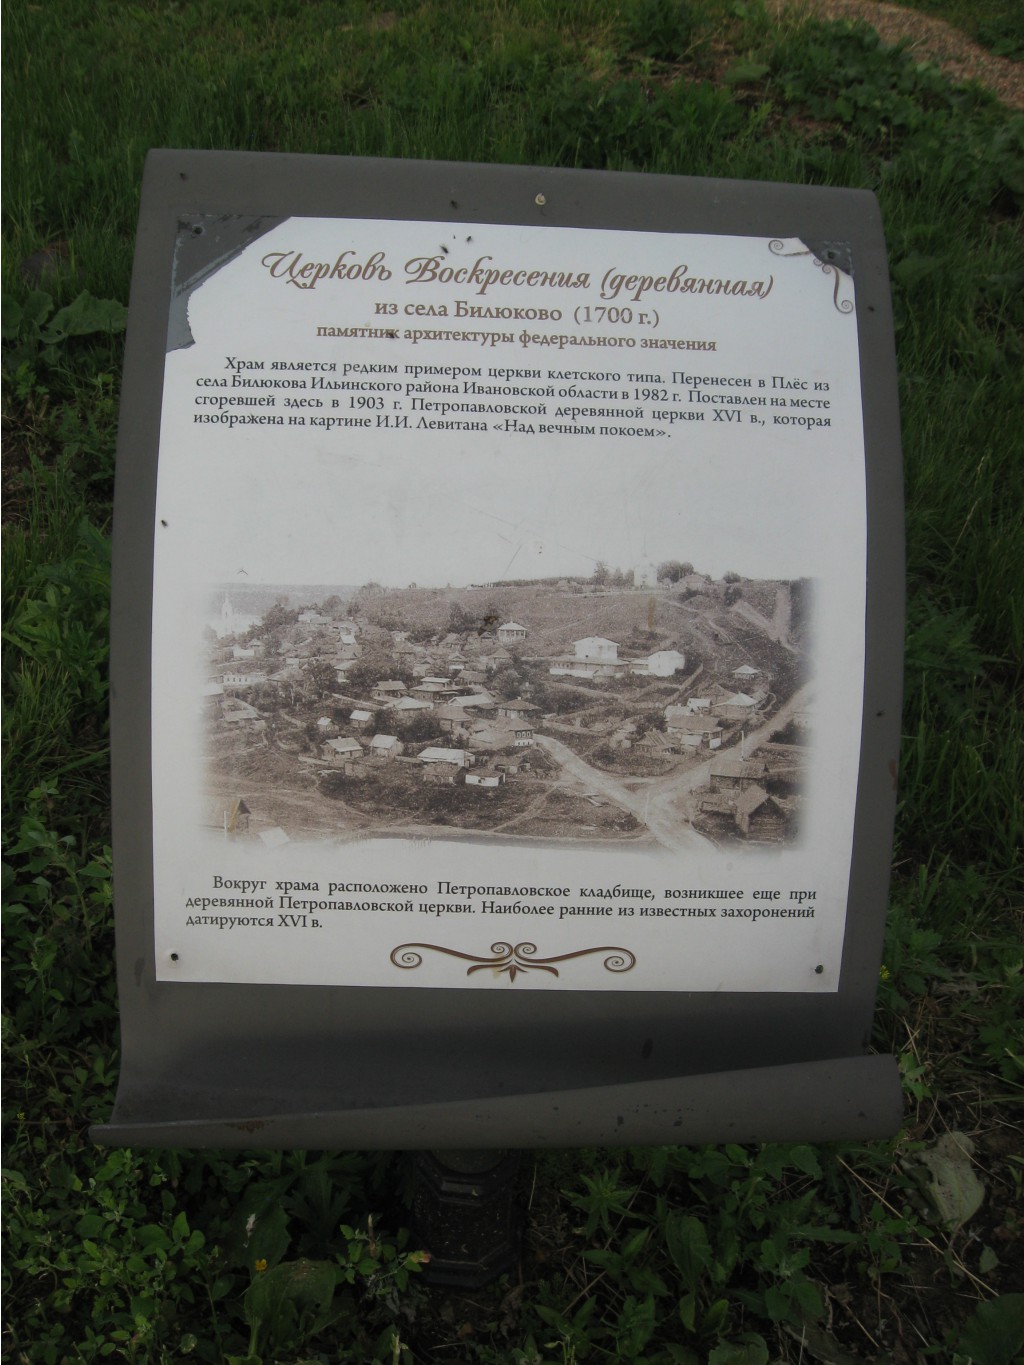 Церковь Воскресения (деревянная)
из села Билюково (1700 г.)
памятник архитектуры федерального значения
Храм является редким примером церкви клетского типа. Перенесен в Плёс из
села Билюкова Ильинского района Ивановской области в 1982 г. Поставлен на месте
сгоревшей здесь в 1903 г. Петропавловской деревянной церкви XVI в., которая
изображена на картине И.И. Левитана «Над вечным покоем».
Вокруг храма расположено Петропавловское кладбище, возникшее еще при
деревянной Петропавловской церкви. Наиболее ранние из известных захоронений
датируются XVI в.